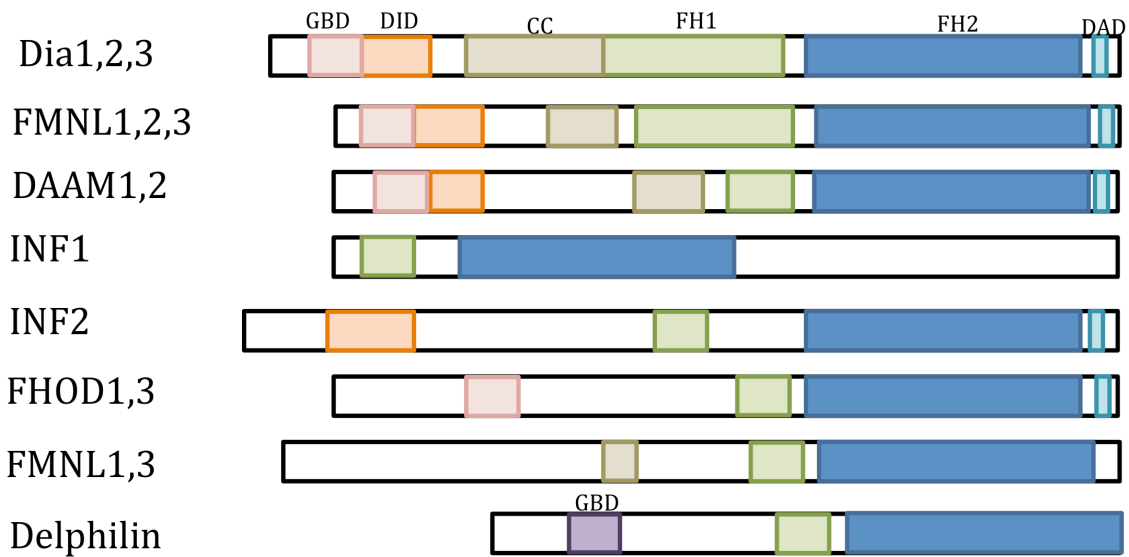 GBD DID CC FH1 FH2 DAD
Dia1,2,3
FMNL1,2,3
DAAM1,2
INF1
INF2
FHOD1,3
FMNL1,3
GBD
Delphilin